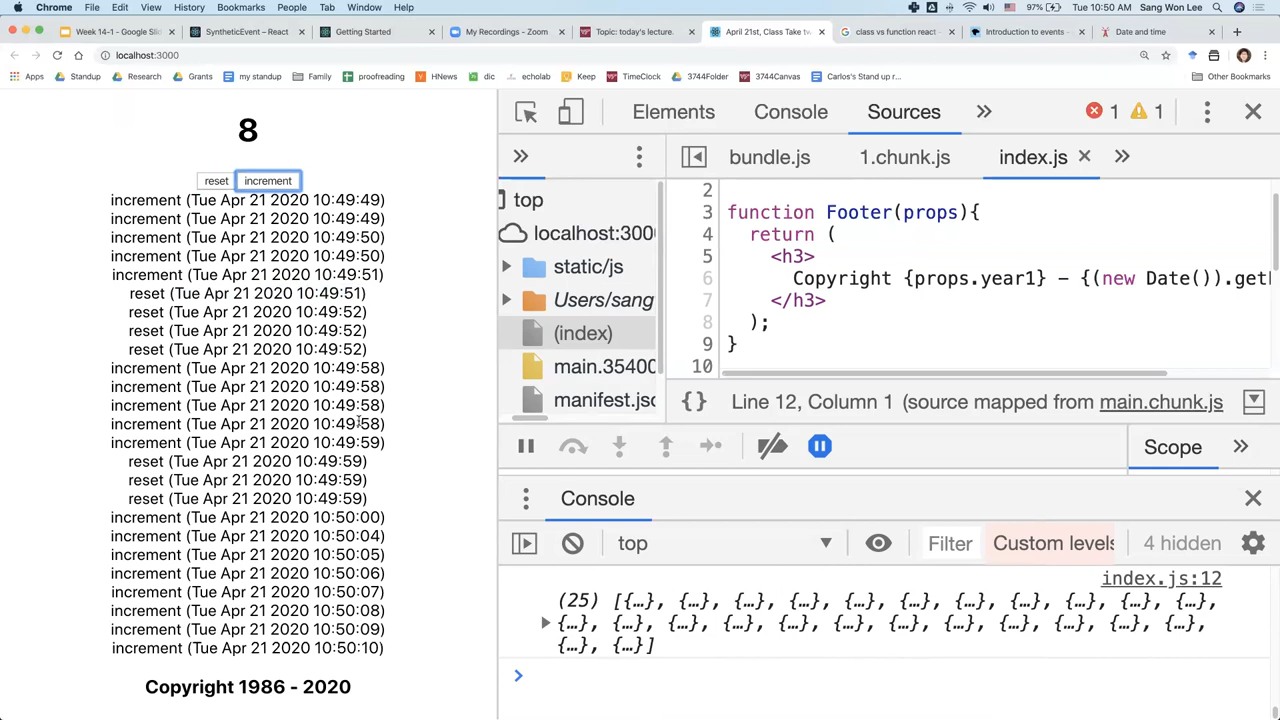 Chrome File Edit View History Bookmarks People Tab Window Help 97% Tue 10:50 AM Sang Won Lee
Week 14-1 - Google Slid SyntheticEvent – React Getting Started My Recordings - Zoom Topic: today's lecture. April 21st, Class Take tw class vs function react - Introduction to events - Date and time
localhost:3000
Apps Standup Research Grants my standup Family proofreading HNews dic echolab Keep TimeClock 3744Folder 3744Canvas Carlos's Stand up r... Other Bookmarks
8
reset increment
increment (Tue Apr 21 2020 10:49:49)
increment (Tue Apr 21 2020 10:49:49)
increment (Tue Apr 21 2020 10:49:50)
increment (Tue Apr 21 2020 10:49:50)
increment (Tue Apr 21 2020 10:49:51)
reset (Tue Apr 21 2020 10:49:51)
reset (Tue Apr 21 2020 10:49:52)
reset (Tue Apr 21 2020 10:49:52)
reset (Tue Apr 21 2020 10:49:52)
increment (Tue Apr 21 2020 10:49:58)
increment (Tue Apr 21 2020 10:49:58)
increment (Tue Apr 21 2020 10:49:58)
increment (Tue Apr 21 2020 10:49:58)
increment (Tue Apr 21 2020 10:49:59)
reset (Tue Apr 21 2020 10:49:59)
reset (Tue Apr 21 2020 10:49:59)
reset (Tue Apr 21 2020 10:49:59)
increment (Tue Apr 21 2020 10:50:00)
increment (Tue Apr 21 2020 10:50:04)
increment (Tue Apr 21 2020 10:50:05)
increment (Tue Apr 21 2020 10:50:06)
increment (Tue Apr 21 2020 10:50:07)
increment (Tue Apr 21 2020 10:50:08)
increment (Tue Apr 21 2020 10:50:09)
increment (Tue Apr 21 2020 10:50:10)
Copyright 1986 - 2020
Elements Console Sources » 1 1
» bundle.js 1.chunk.js index.js »
top
localhost:300
static/js
Users/sang
(index)
main.35400
manifest.jsc
2
3 function Footer(props){
4 return (
5 <h3>
6 Copyright {props.year1} - {(new Date()).getF
7 </h3>
8 );
9 }
10
{} Line 12, Column 1 (source mapped from main.chunk.js
Scope »
Console
top Filter Custom levels 4 hidden
index.js:12
(25) [{…}, {…}, {…}, {…}, {…}, {…}, {…}, {…}, {…}, {…}, {…},
{…}, {…}, {…}, {…}, {…}, {…}, {…}, {…}, {…}, {…}, {…}, {…},
{…}, {…}]
>